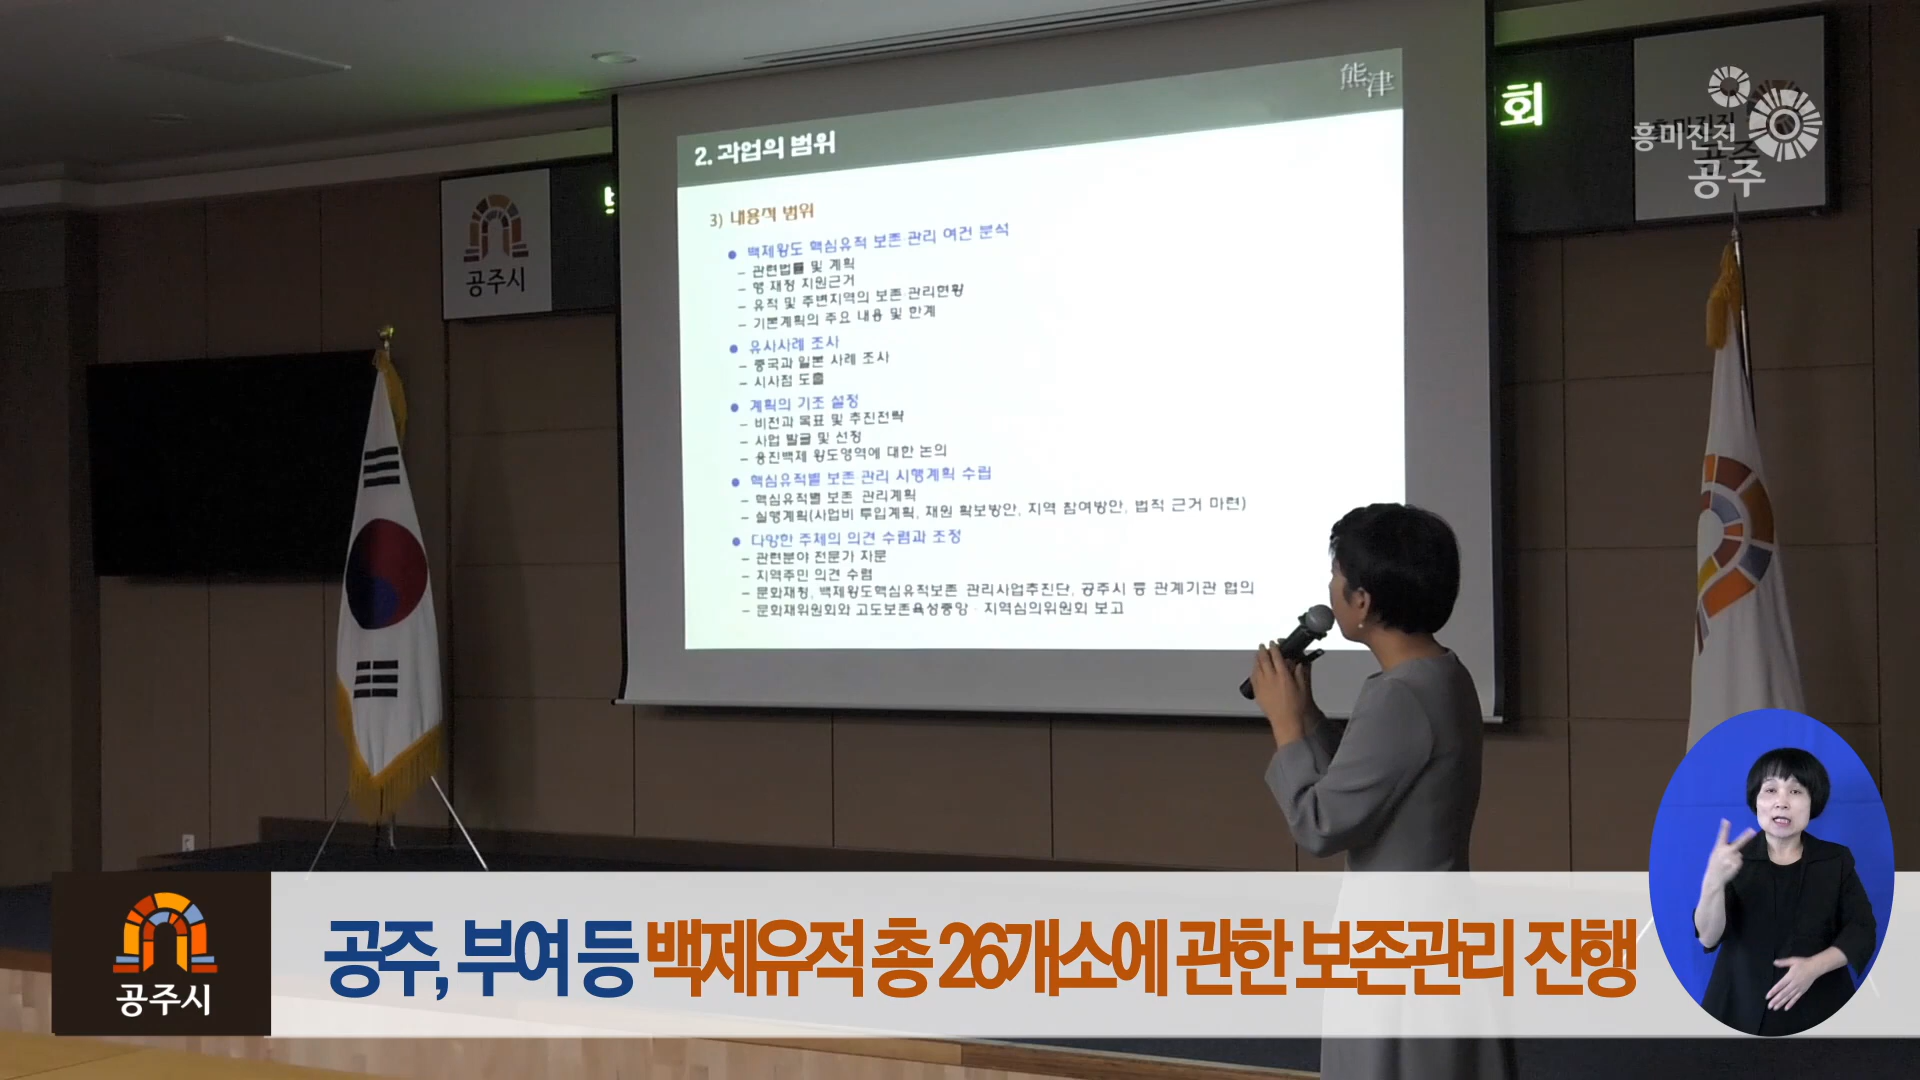 熊津
회
흥미진진
공주
2. 과업의 범위
공주시
3) 내용적 범위
● 백제왕도 핵심유적 보존 관리 여건 분석
– 관련법률 및 계획
– 행 재정 지원근거
– 유적 및 주변지역의 보존 관리현황
– 기본계획의 주요 내용 및 한계
● 유사사례 조사
– 중국과 일본 사례 조사
– 시사점 도출
● 계획의 기조 설정
– 비전과 목표 및 추진전략
– 사업 발굴 및 선정
– 웅진백제 왕도영역에 대한 논의
● 핵심유적별 보존 관리 시행계획 수립
– 핵심유적별 보존 관리계획
– 실행계획(사업비 투입계획, 재원 확보방안, 지역 참여방안, 법적 근거 마련)
● 다양한 주체의 의견 수렴과 조정
– 관련분야 전문가 자문
– 지역주민 의견 수렴
– 문화재청, 백제왕도핵심유적보존 관리사업추진단, 공주시 등 관계기관 협의
– 문화재위원회와 고도보존육성중앙 · 지역심의위원회 보고
공주, 부여 등 백제유적 총 26개소에 관한 보존관리 진행
공주시